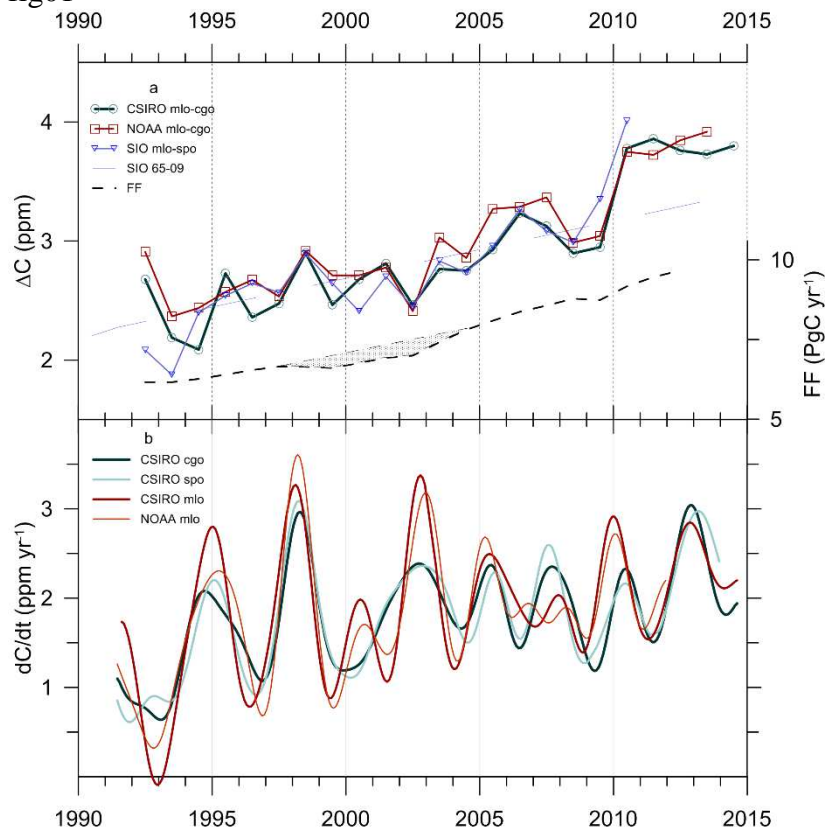 1990 1995 2000 2005 2010 2015
a
CSIRO mlo-cgo
NOAA mlo-cgo
SIO mlo-spo
SIO 65-09
FF
4
3
2
ΔC (ppm)
10
5
FF (PgC yr⁻¹)
b
CSIRO cgo
CSIRO spo
CSIRO mlo
NOAA mlo
3
2
1
dC/dt (ppm yr⁻¹)
1990 1995 2000 2005 2010 2015